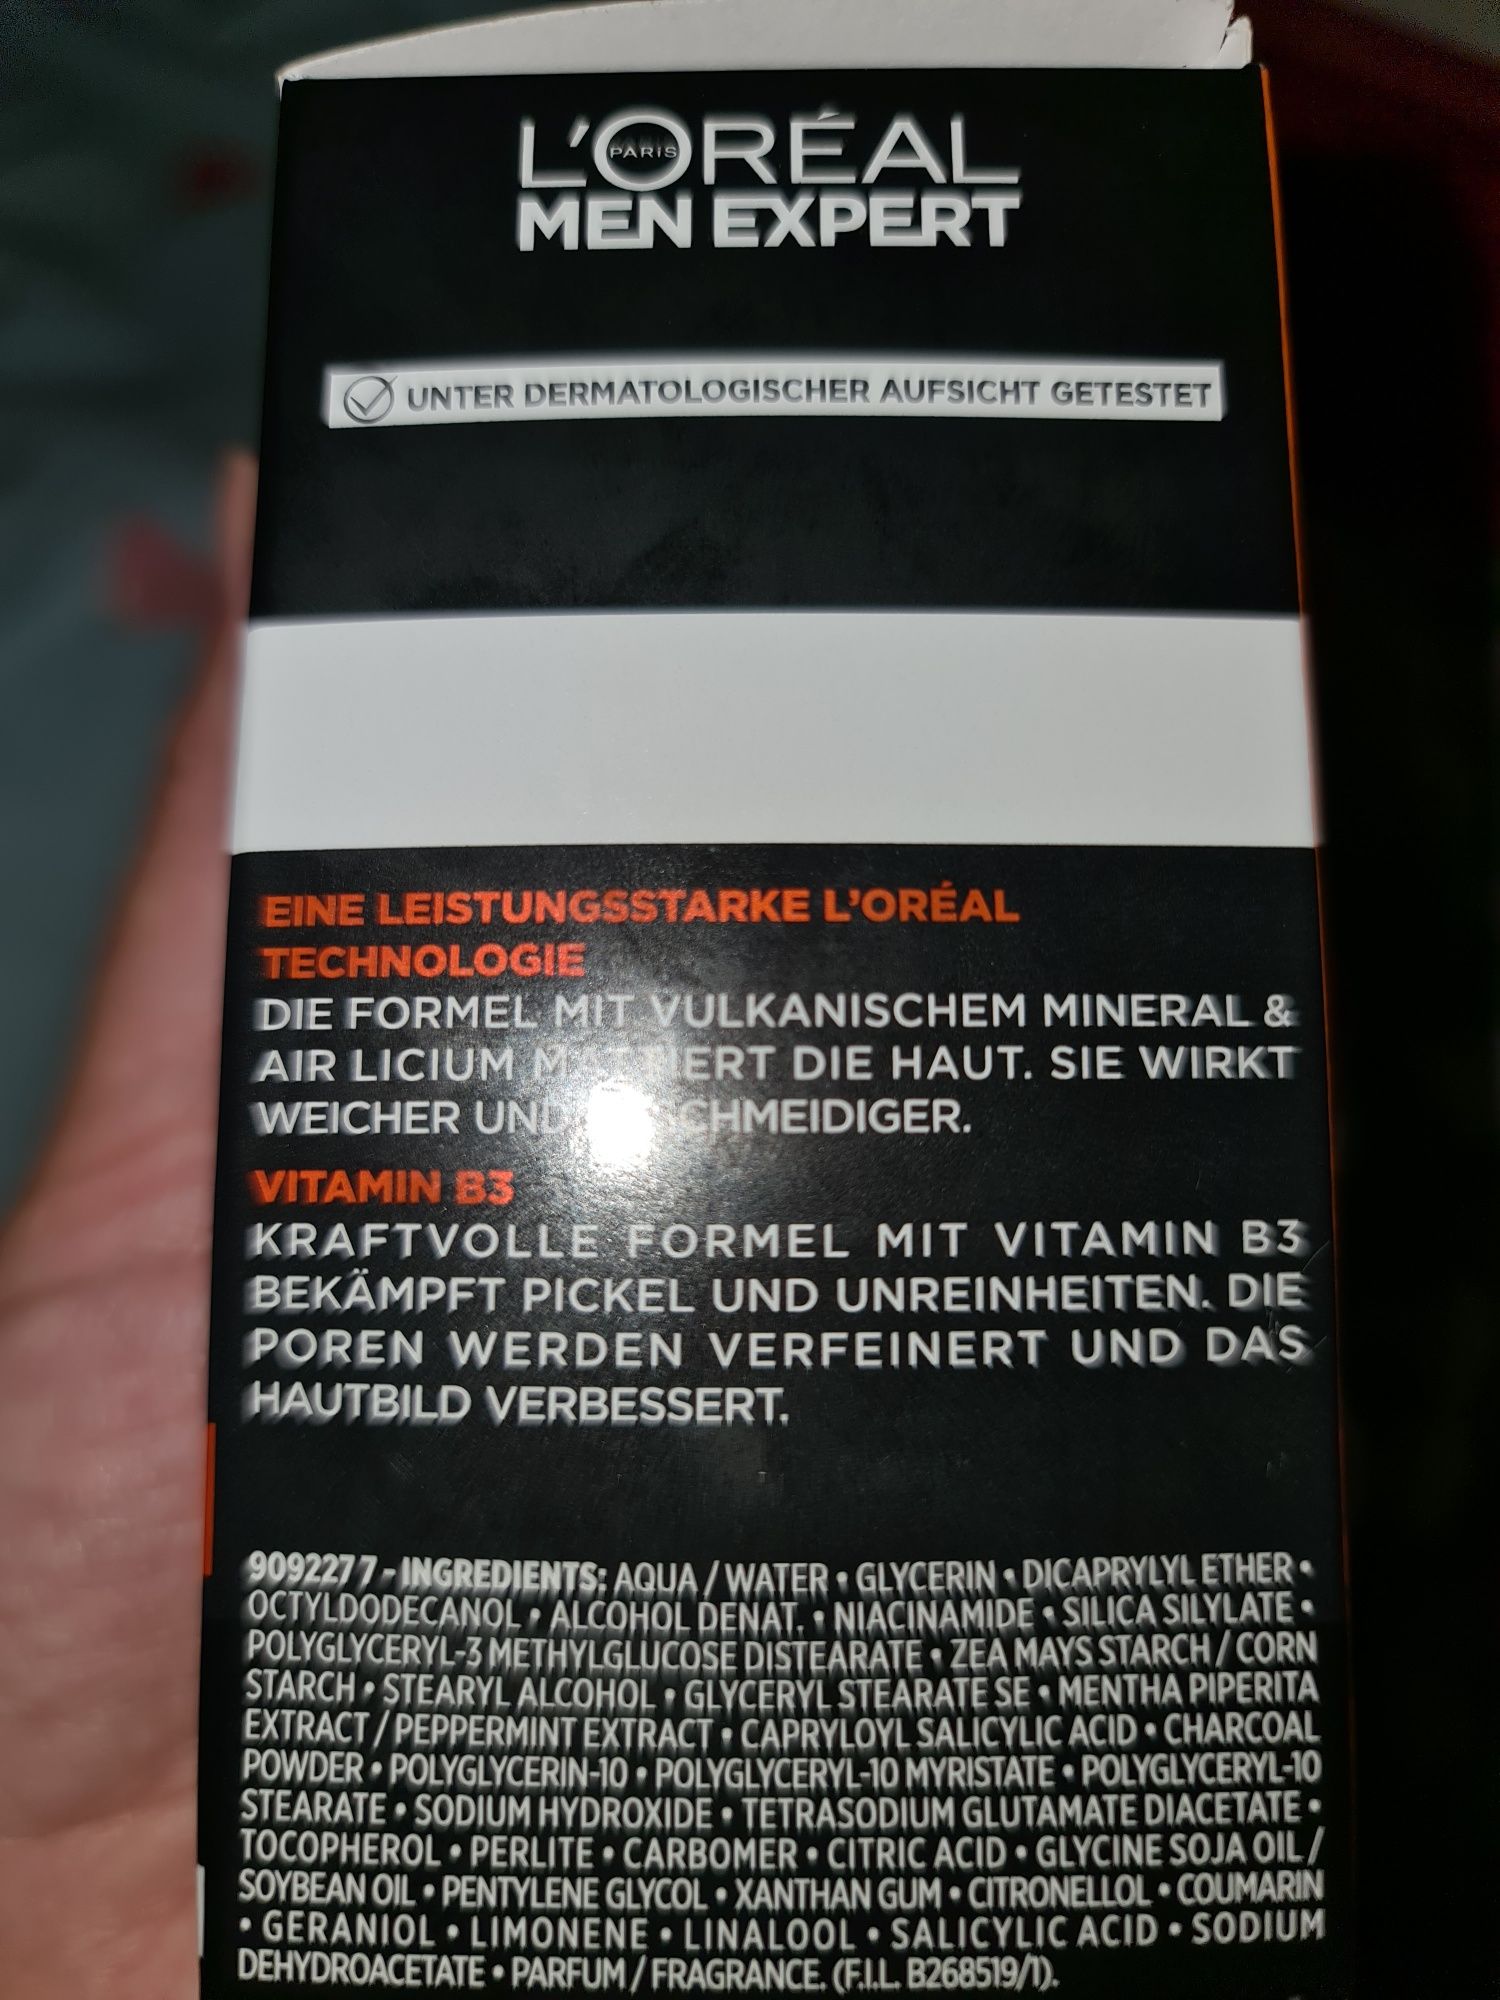 L'ORÉAL
PARIS
MEN EXPERT
UNTER DERMATOLOGISCHER AUFSICHT GETESTET
EINE LEISTUNGSSTARKE L'ORÉAL
TECHNOLOGIE
DIE FORMEL MIT VULKANISCHEM MINERAL &
AIR LICIUM MATTIERT DIE HAUT. SIE WIRKT
WEICHER UND GESCHMEIDIGER.
VITAMIN B3
KRAFTVOLLE FORMEL MIT VITAMIN B3
BEKÄMPFT PICKEL UND UNREINHEITEN. DIE
POREN WERDEN VERFEINERT UND DAS
HAUTBILD VERBESSERT.
909227 7 - INGREDIENTS: AQUA / WATER • GLYCERIN • DICAPRYLYL ETHER •
OCTYLDODECANOL • ALCOHOL DENAT. • NIACINAMIDE • SILICA SILYLATE •
POLYGLYCERYL-3 METHYLGLUCOSE DISTEARATE • ZEA MAYS STARCH / CORN
STARCH • STEARYL ALCOHOL • GLYCERYL STEARATE SE • MENTHA PIPERITA
EXTRACT / PEPPERMINT EXTRACT • CAPRYLOYL SALICYLIC ACID • CHARCOAL
POWDER • POLYGLYCERIN-10 • POLYGLYCERYL-10 MYRISTATE • POLYGLYCERYL-10
STEARATE • SODIUM HYDROXIDE • TETRASODIUM GLUTAMATE DIACETATE •
TOCOPHEROL • PERLITE • CARBOMER • CITRIC ACID • GLYCINE SOJA OIL /
SOYBEAN OIL • PENTYLENE GLYCOL • XANTHAN GUM • CITRONELLOL • COUMARIN
• GERANIOL • LIMONENE • LINALOOL • SALICYLIC ACID • SODIUM
DEHYDROACETATE • PARFUM / FRAGRANCE. (F.I.L. B268519/1).